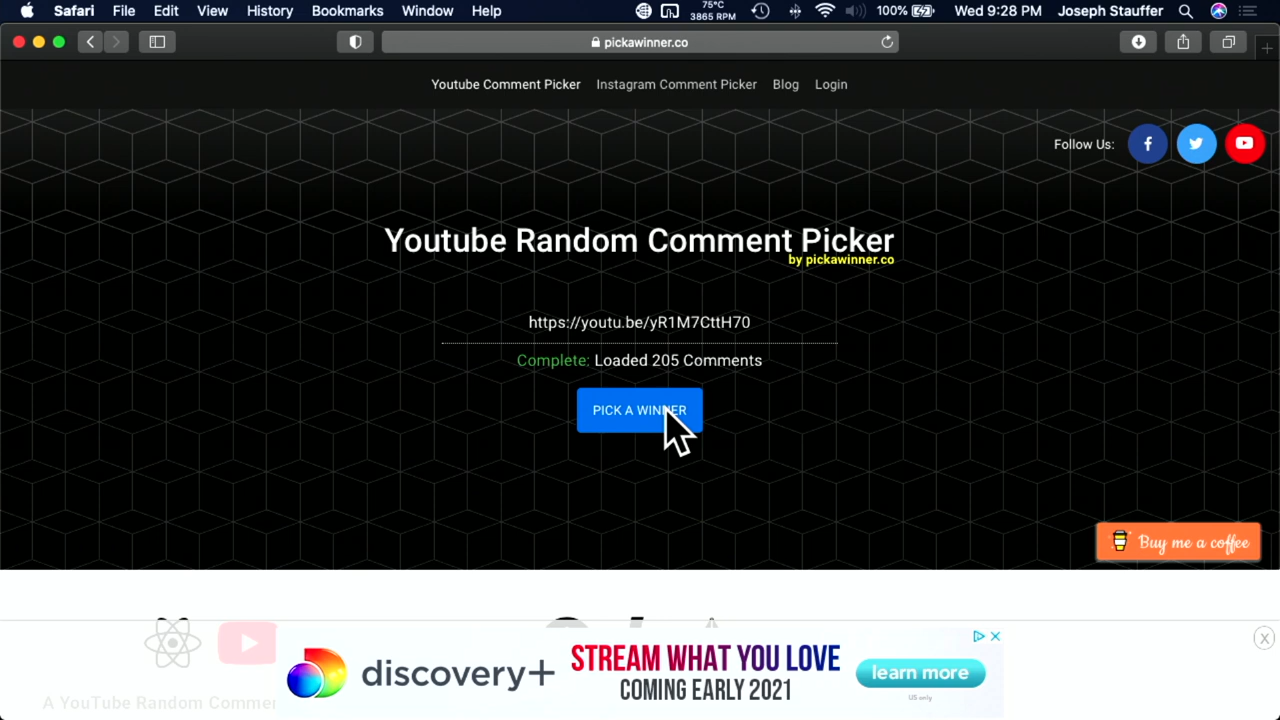 Safari File Edit View History Bookmarks Window Help 75°C 3865 RPM 100% Wed 9:28 PM Joseph Stauffer
pickawinner.co
Youtube Comment Picker Instagram Comment Picker Blog Login
Follow Us:
Youtube Random Comment Picker
by pickawinner.co
https://youtu.be/yR1M7CttH70
Complete: Loaded 205 Comments
PICK A WINNER
Buy me a coffee
discovery+ STREAM WHAT YOU LOVE
COMING EARLY 2021
learn more
US only
A YouTube Random Commen